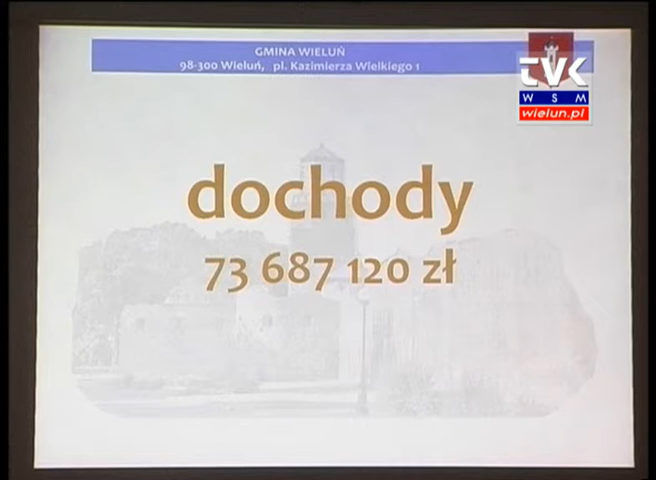 GMINA WIELUŃ
98-300 Wieluń, pl. Kazimierza Wielkiego 1
tvk
WSM
wielun.pl
dochody
73 687 120 zł